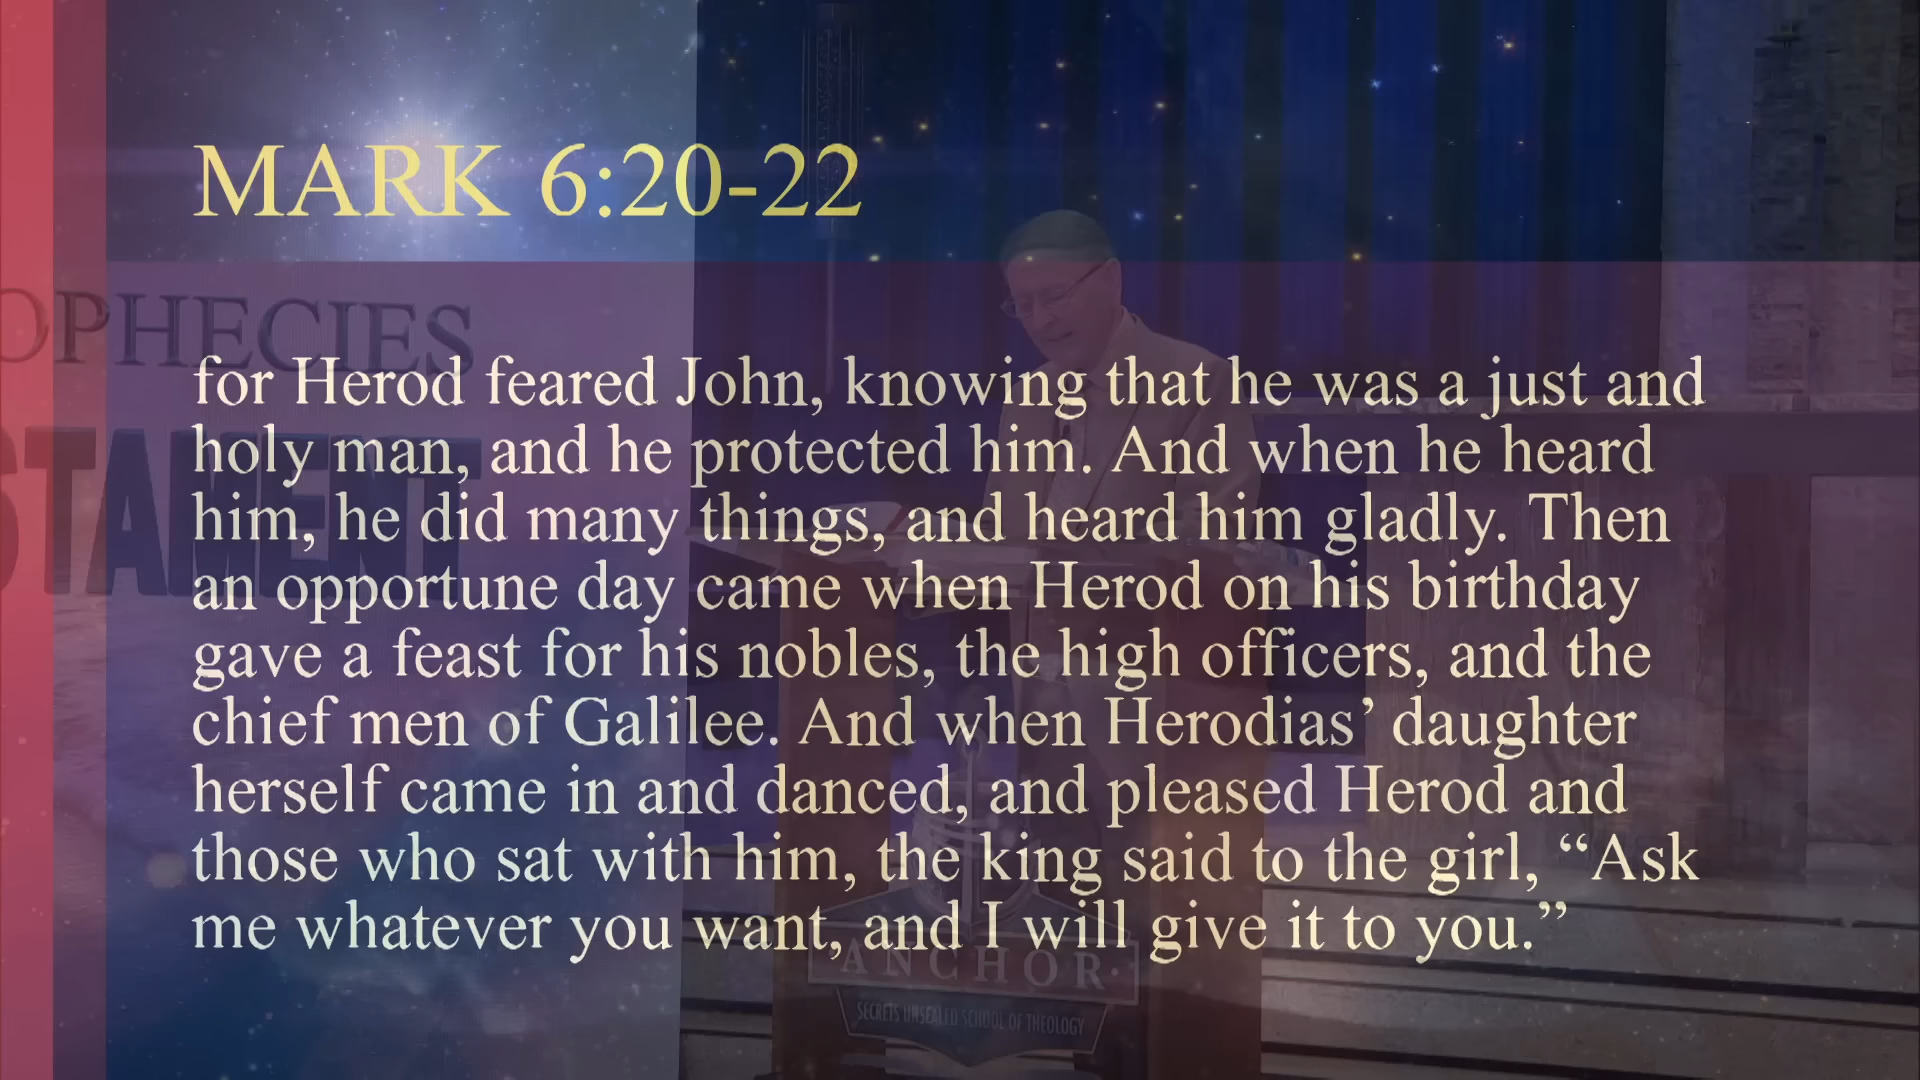 MARK 6:20-22
OPHECIES
STAMENT
for Herod feared John, knowing that he was a just and
holy man, and he protected him. And when he heard
him, he did many things, and heard him gladly. Then
an opportune day came when Herod on his birthday
gave a feast for his nobles, the high officers, and the
chief men of Galilee. And when Herodias’ daughter
herself came in and danced, and pleased Herod and
those who sat with him, the king said to the girl, “Ask
me whatever you want, and I will give it to you.”
ANCHOR
SECRETS UNSEALED SCHOOL OF THEOLOGY